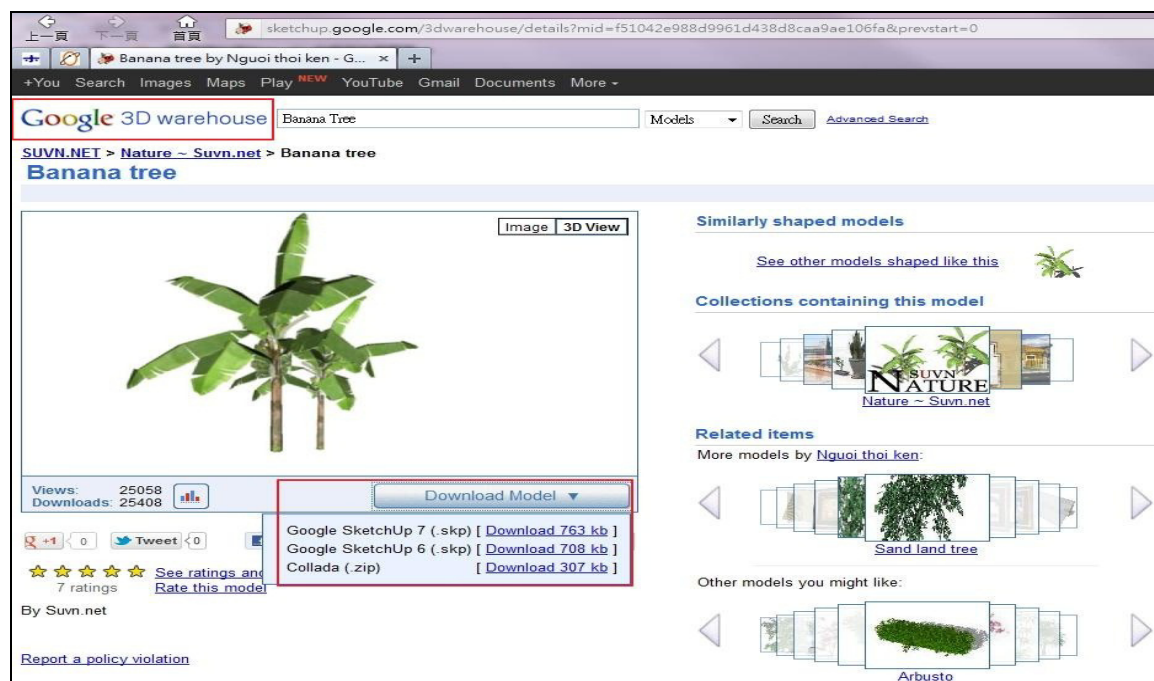 上一頁 下一頁 首頁 sketchup.google.com/3dwarehouse/details?mid=f51042e988d9961d438d8caa9ae106fa&prevstart=0
Banana tree by Nguoi thoi ken - G... × +
+You Search Images Maps Play NEW YouTube Gmail Documents More
Google 3D warehouse Banana Tree Models Search Advanced Search
SUVN.NET > Nature ~ Suvn.net > Banana tree
Banana tree
Image 3D View
Views: 25058
Downloads: 25408
Download Model
Google SketchUp 7 (.skp) [ Download 763 kb ]
Google SketchUp 6 (.skp) [ Download 708 kb ]
Collada (.zip) [ Download 307 kb ]
+1 0 Tweet 0
See ratings and
7 ratings Rate this model
By Suvn.net
Report a policy violation
Similarly shaped models
See other models shaped like this
Collections containing this model
SUVN
NATURE
Nature ~ Suvn.net
Related items
More models by Nguoi thoi ken:
Sand land tree
Other models you might like:
Arbusto